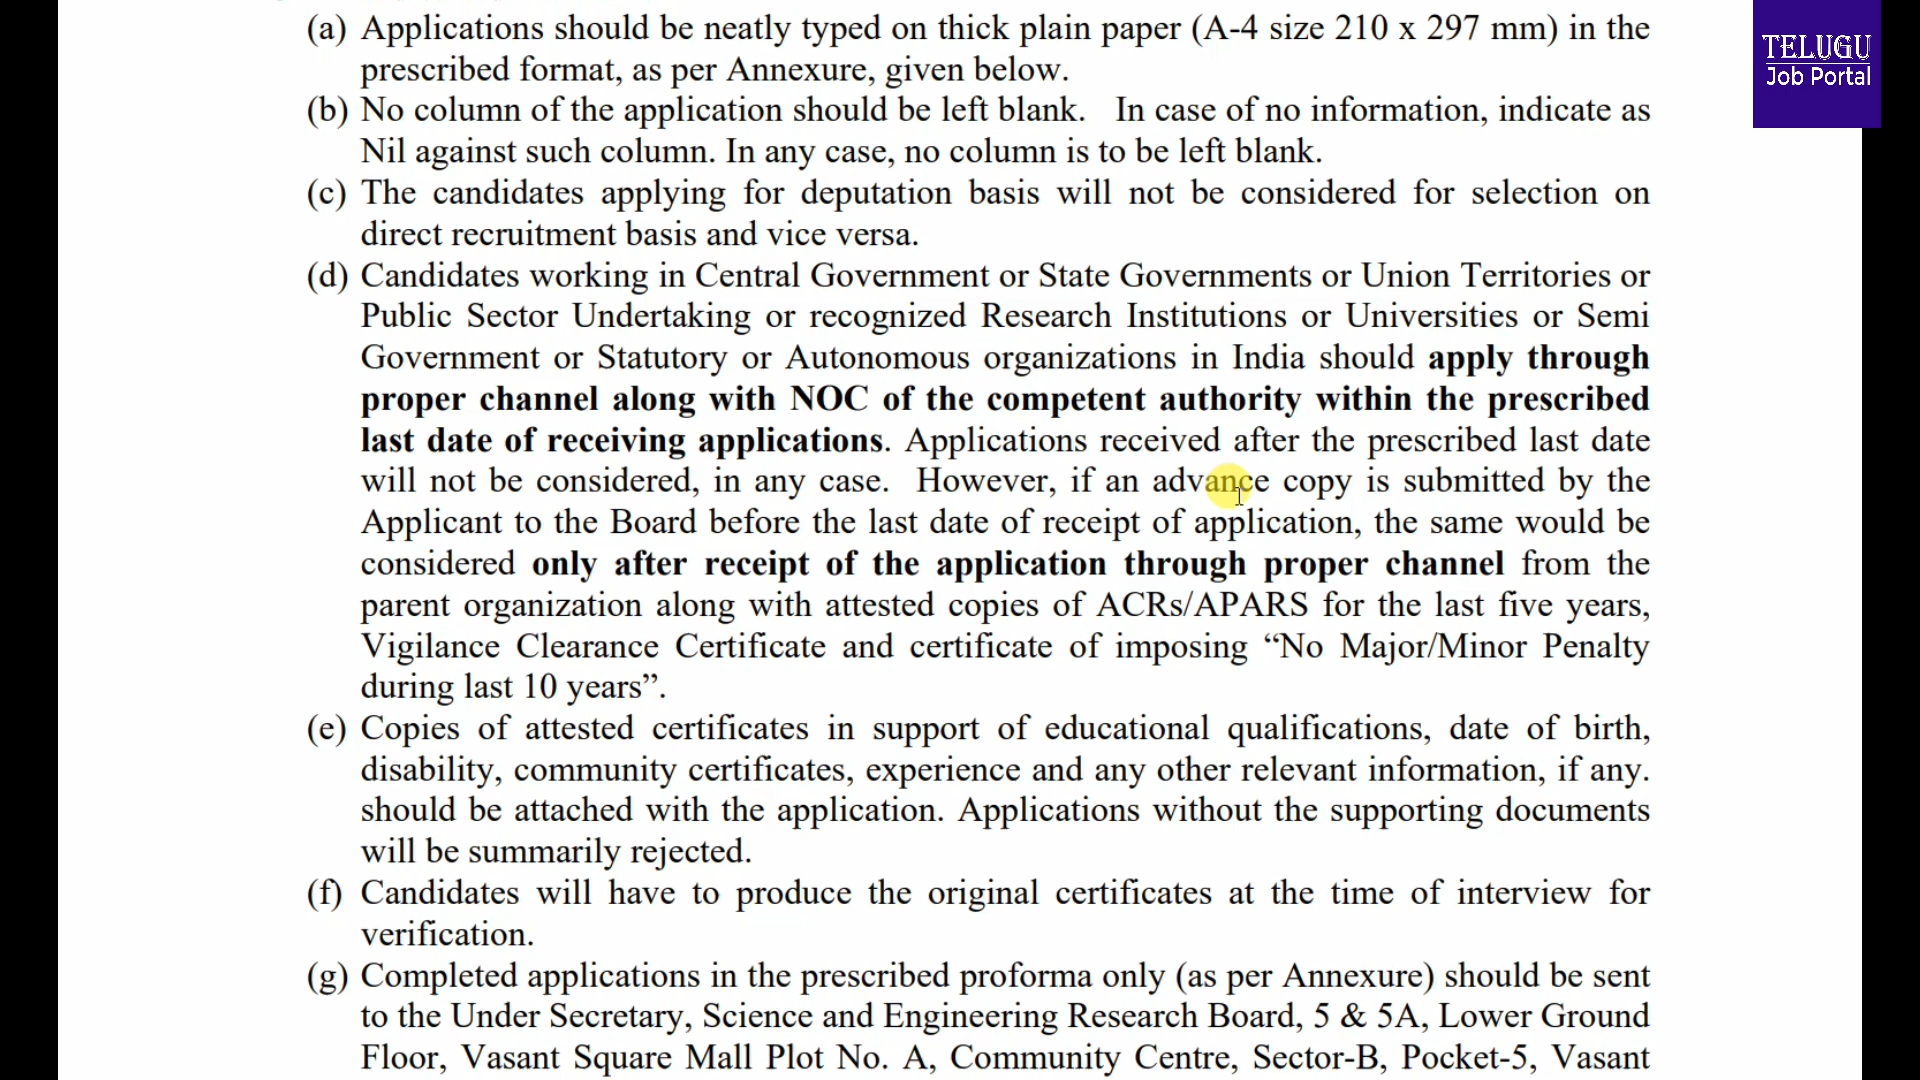 TELUGU
Job Portal
(a) Applications should be neatly typed on thick plain paper (A-4 size 210 x 297 mm) in the
prescribed format, as per Annexure, given below.
(b) No column of the application should be left blank. In case of no information, indicate as
Nil against such column. In any case, no column is to be left blank.
(c) The candidates applying for deputation basis will not be considered for selection on
direct recruitment basis and vice versa.
(d) Candidates working in Central Government or State Governments or Union Territories or
Public Sector Undertaking or recognized Research Institutions or Universities or Semi
Government or Statutory or Autonomous organizations in India should apply through
proper channel along with NOC of the competent authority within the prescribed
last date of receiving applications. Applications received after the prescribed last date
will not be considered, in any case. However, if an advance copy is submitted by the
Applicant to the Board before the last date of receipt of application, the same would be
considered only after receipt of the application through proper channel from the
parent organization along with attested copies of ACRs/APARS for the last five years,
Vigilance Clearance Certificate and certificate of imposing “No Major/Minor Penalty
during last 10 years”.
(e) Copies of attested certificates in support of educational qualifications, date of birth,
disability, community certificates, experience and any other relevant information, if any.
should be attached with the application. Applications without the supporting documents
will be summarily rejected.
(f) Candidates will have to produce the original certificates at the time of interview for
verification.
(g) Completed applications in the prescribed proforma only (as per Annexure) should be sent
to the Under Secretary, Science and Engineering Research Board, 5 & 5A, Lower Ground
Floor, Vasant Square Mall Plot No. A, Community Centre, Sector-B, Pocket-5, Vasant